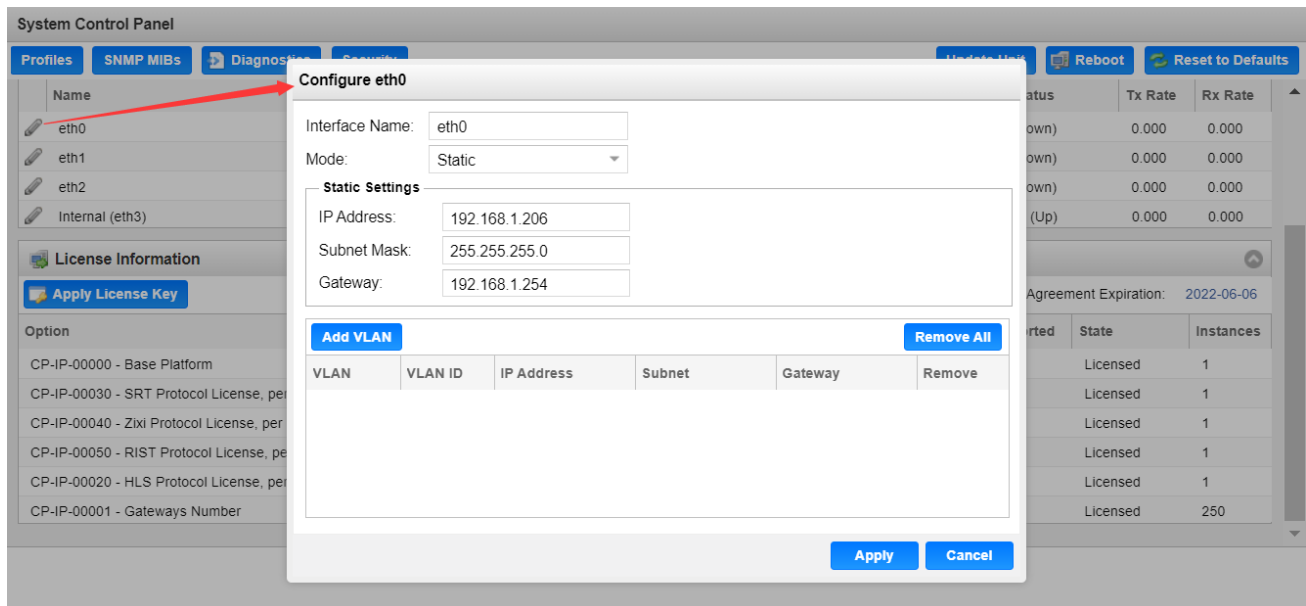 System Control Panel
Profiles SNMP MIBs Diagnostics Security Update Unit Reboot Reset to Defaults
Configure eth0
Name atus Tx Rate Rx Rate
eth0 own) 0.000 0.000
eth1 own) 0.000 0.000
eth2 own) 0.000 0.000
Internal (eth3) (Up) 0.000 0.000
Interface Name: eth0
Mode: Static
Static Settings
IP Address: 192.168.1.206
Subnet Mask: 255.255.255.0
Gateway: 192.168.1.254
License Information
Apply License Key Agreement Expiration: 2022-06-06
Option rted State Instances
CP-IP-00000 - Base Platform Licensed 1
CP-IP-00030 - SRT Protocol License, per Licensed 1
CP-IP-00040 - Zixi Protocol License, per Licensed 1
CP-IP-00050 - RIST Protocol License, pe Licensed 1
CP-IP-00020 - HLS Protocol License, per Licensed 1
CP-IP-00001 - Gateways Number Licensed 250
Add VLAN Remove All
VLAN VLAN ID IP Address Subnet Gateway Remove
Apply Cancel